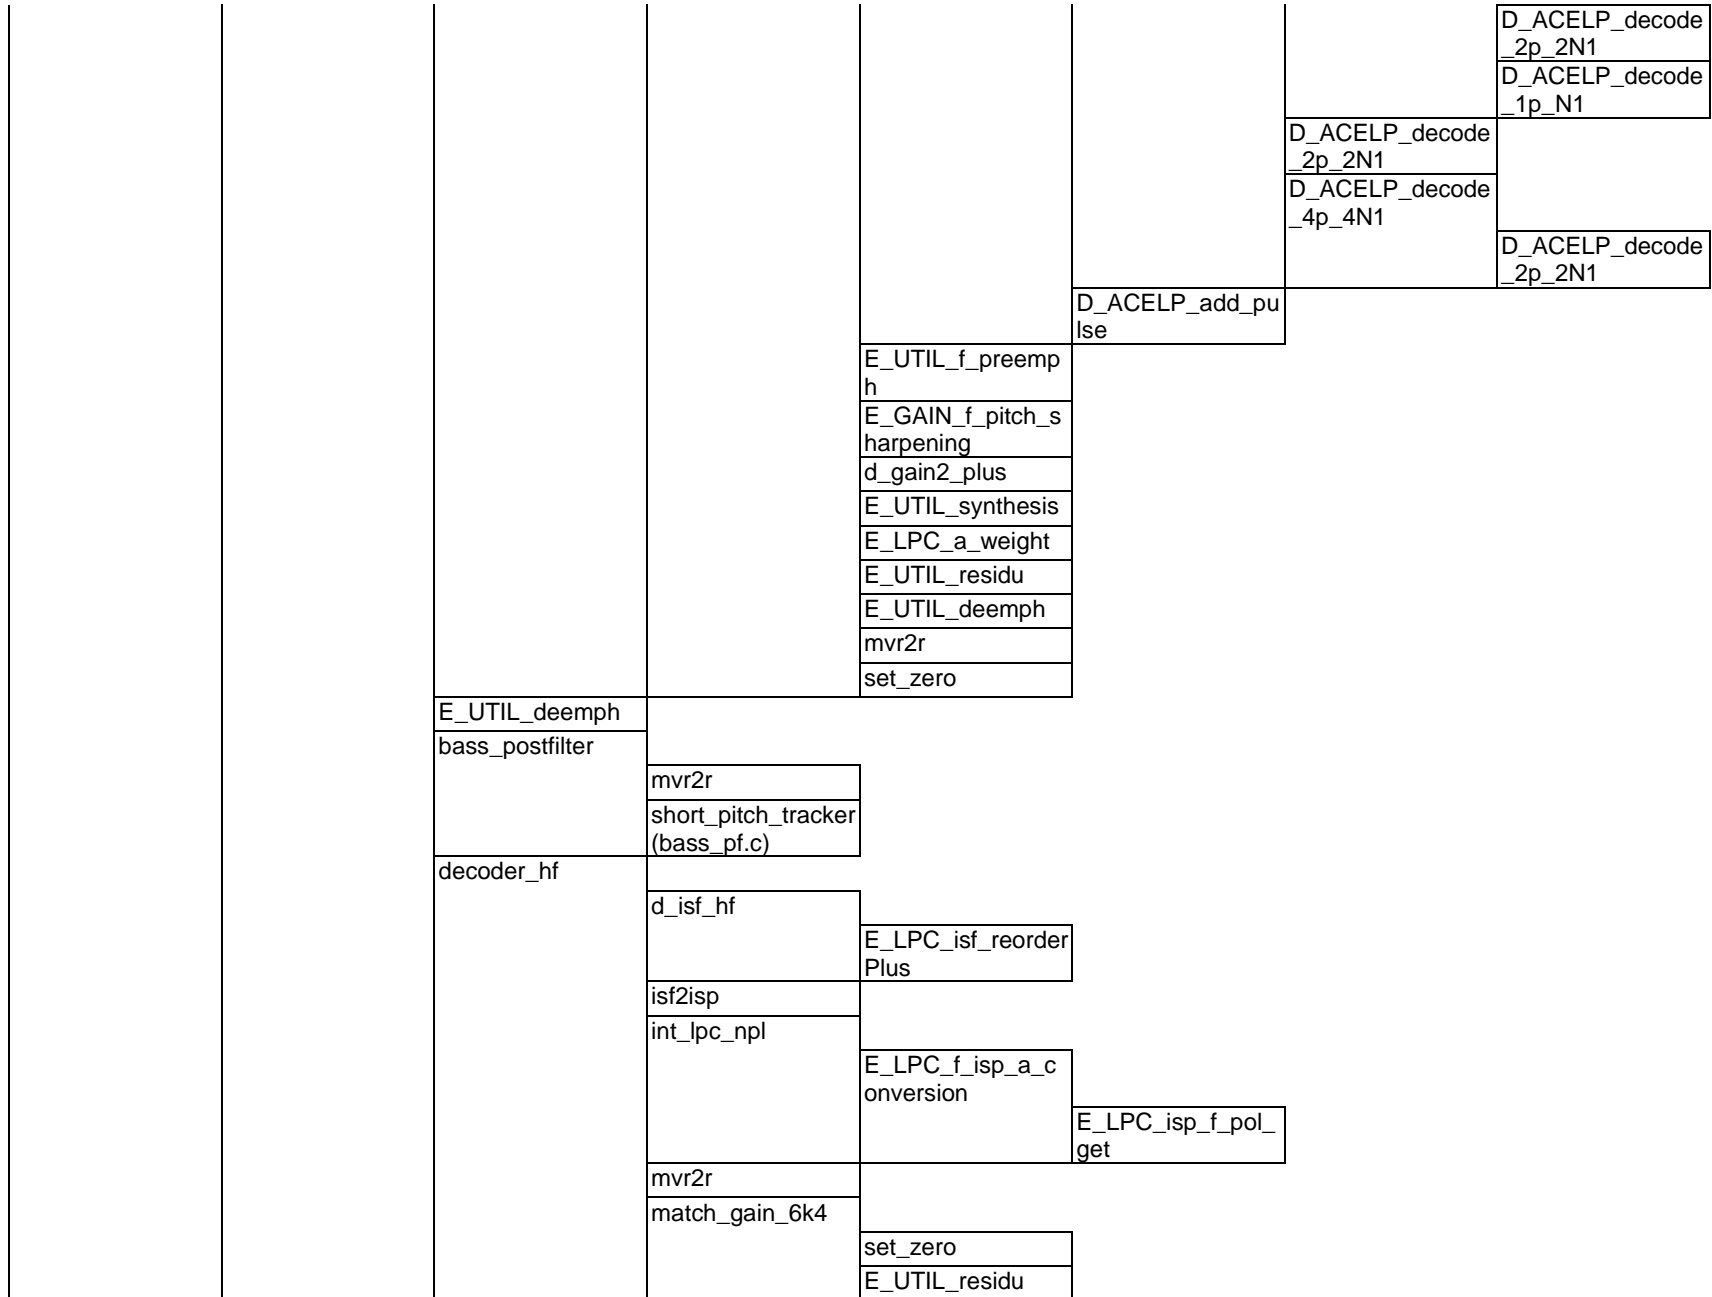 D_ACELP_decode
_2p_2N1
D_ACELP_decode
_1p_N1
D_ACELP_decode
_2p_2N1
D_ACELP_decode
_4p_4N1
D_ACELP_decode
_2p_2N1
D_ACELP_add_pu
lse
E_UTIL_f_preemp
h
E_GAIN_f_pitch_s
harpening
d_gain2_plus
E_UTIL_synthesis
E_LPC_a_weight
E_UTIL_residu
E_UTIL_deemph
mvr2r
set_zero
E_UTIL_deemph
bass_postfilter
mvr2r
short_pitch_tracker
(bass_pf.c)
decoder_hf
d_isf_hf
E_LPC_isf_reorder
Plus
isf2isp
int_lpc_npl
E_LPC_f_isp_a_c
onversion
E_LPC_isp_f_pol_
get
mvr2r
match_gain_6k4
set_zero
E_UTIL_residu